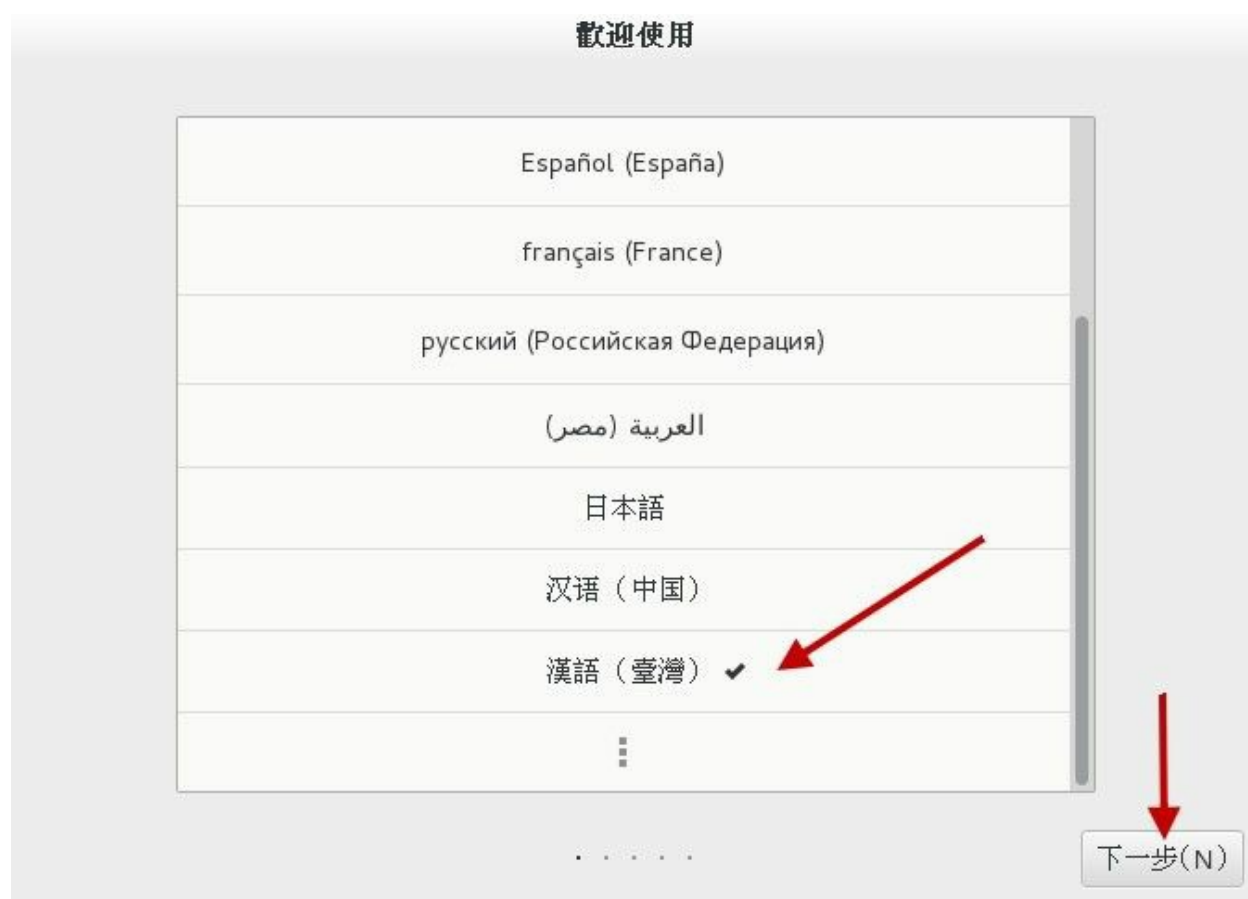 歡迎使用
Español (España)
français (France)
русский (Российская Федерация)
العربية (مصر)
日本語
汉语（中国）
漢語（臺灣）
下一步(N)